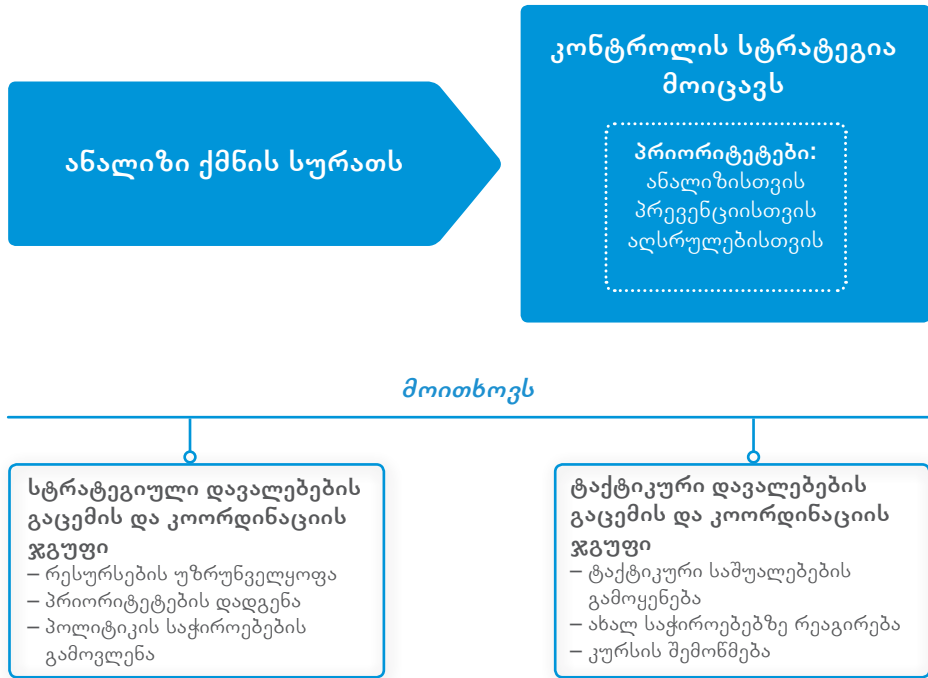 ანალიზი ქმნის სურათს
კონტროლის სტრატეგია
მოიცავს
პრიორიტეტები:
ანალიზისთვის
პრევენციისთვის
აღსრულებისთვის
მოითხოვს
სტრატეგიული დავალებების
გაცემის და კოორდინაციის
ჯგუფი
– რესურსების უზრუნველყოფა
– პრიორიტეტების დადგენა
– პოლიტიკის საჭიროებების
გამოვლენა
ტაქტიკური დავალებების
გაცემის და კოორდინაციის
ჯგუფი
– ტაქტიკური საშუალებების
გამოყენება
– ახალ საჭიროებებზე რეაგირება
– კურსის შემოწმება